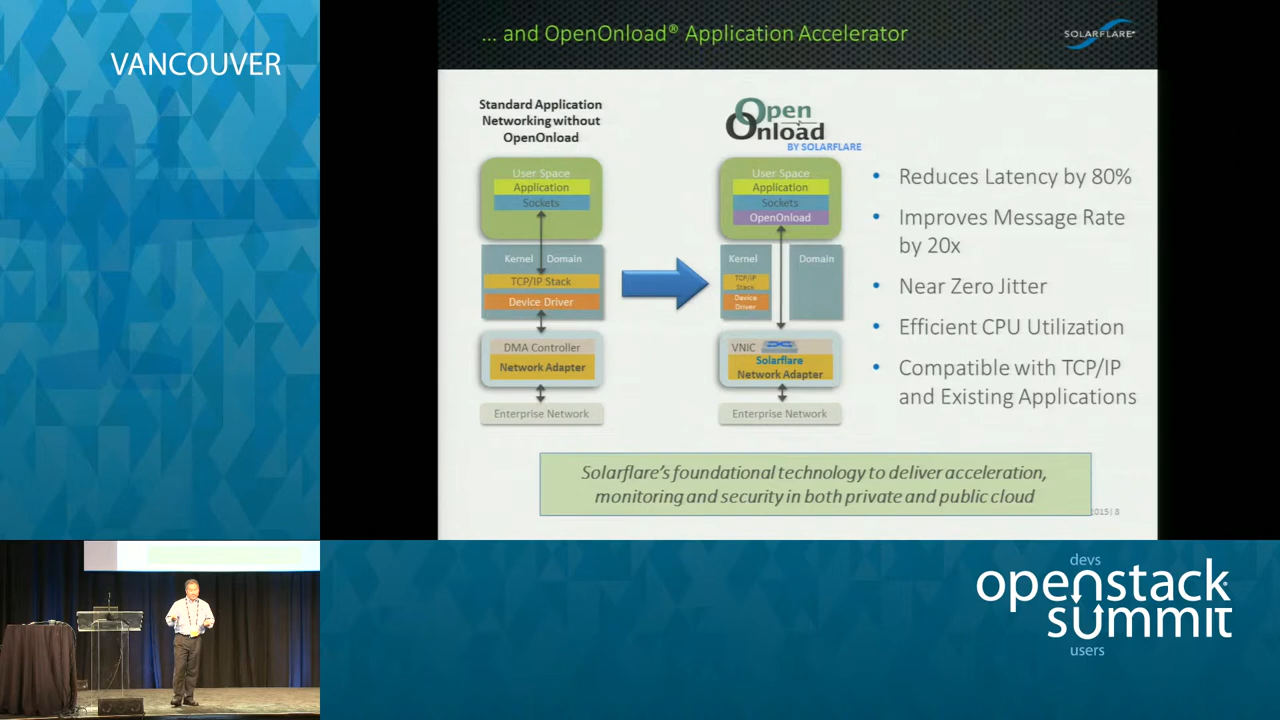 VANCOUVER
... and OpenOnload® Application Accelerator
SOLARFLARE
Standard Application
Networking without
OpenOnload
User Space
Application
Sockets
Kernel Domain
TCP/IP Stack
Device Driver
DMA Controller
Network Adapter
Enterprise Network
Open
Onload
BY SOLARFLARE
User Space
Application
Sockets
OpenOnload
Kernel
Domain
TCP/IP
Stack
Device
Driver
VNIC
Solarflare
Network Adapter
Enterprise Network
• Reduces Latency by 80%
• Improves Message Rate
by 20x
• Near Zero Jitter
• Efficient CPU Utilization
• Compatible with TCP/IP
and Existing Applications
Solarflare's foundational technology to deliver acceleration,
monitoring and security in both private and public cloud
2015 | 8
devs
openstack
summit
users